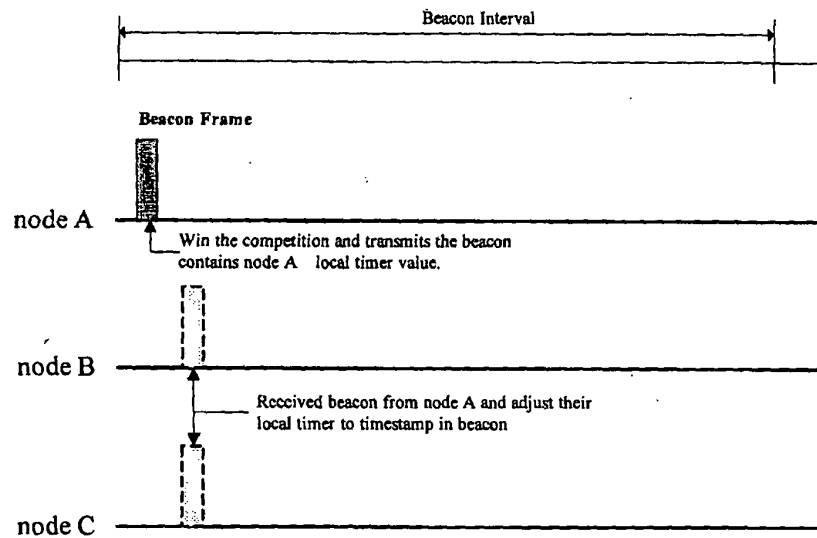 Beacon Interval
Beacon Frame
node A
Win the competition and transmits the beacon
contains node A local timer value.
node B
Received beacon from node A and adjust their
local timer to timestamp in beacon
node C